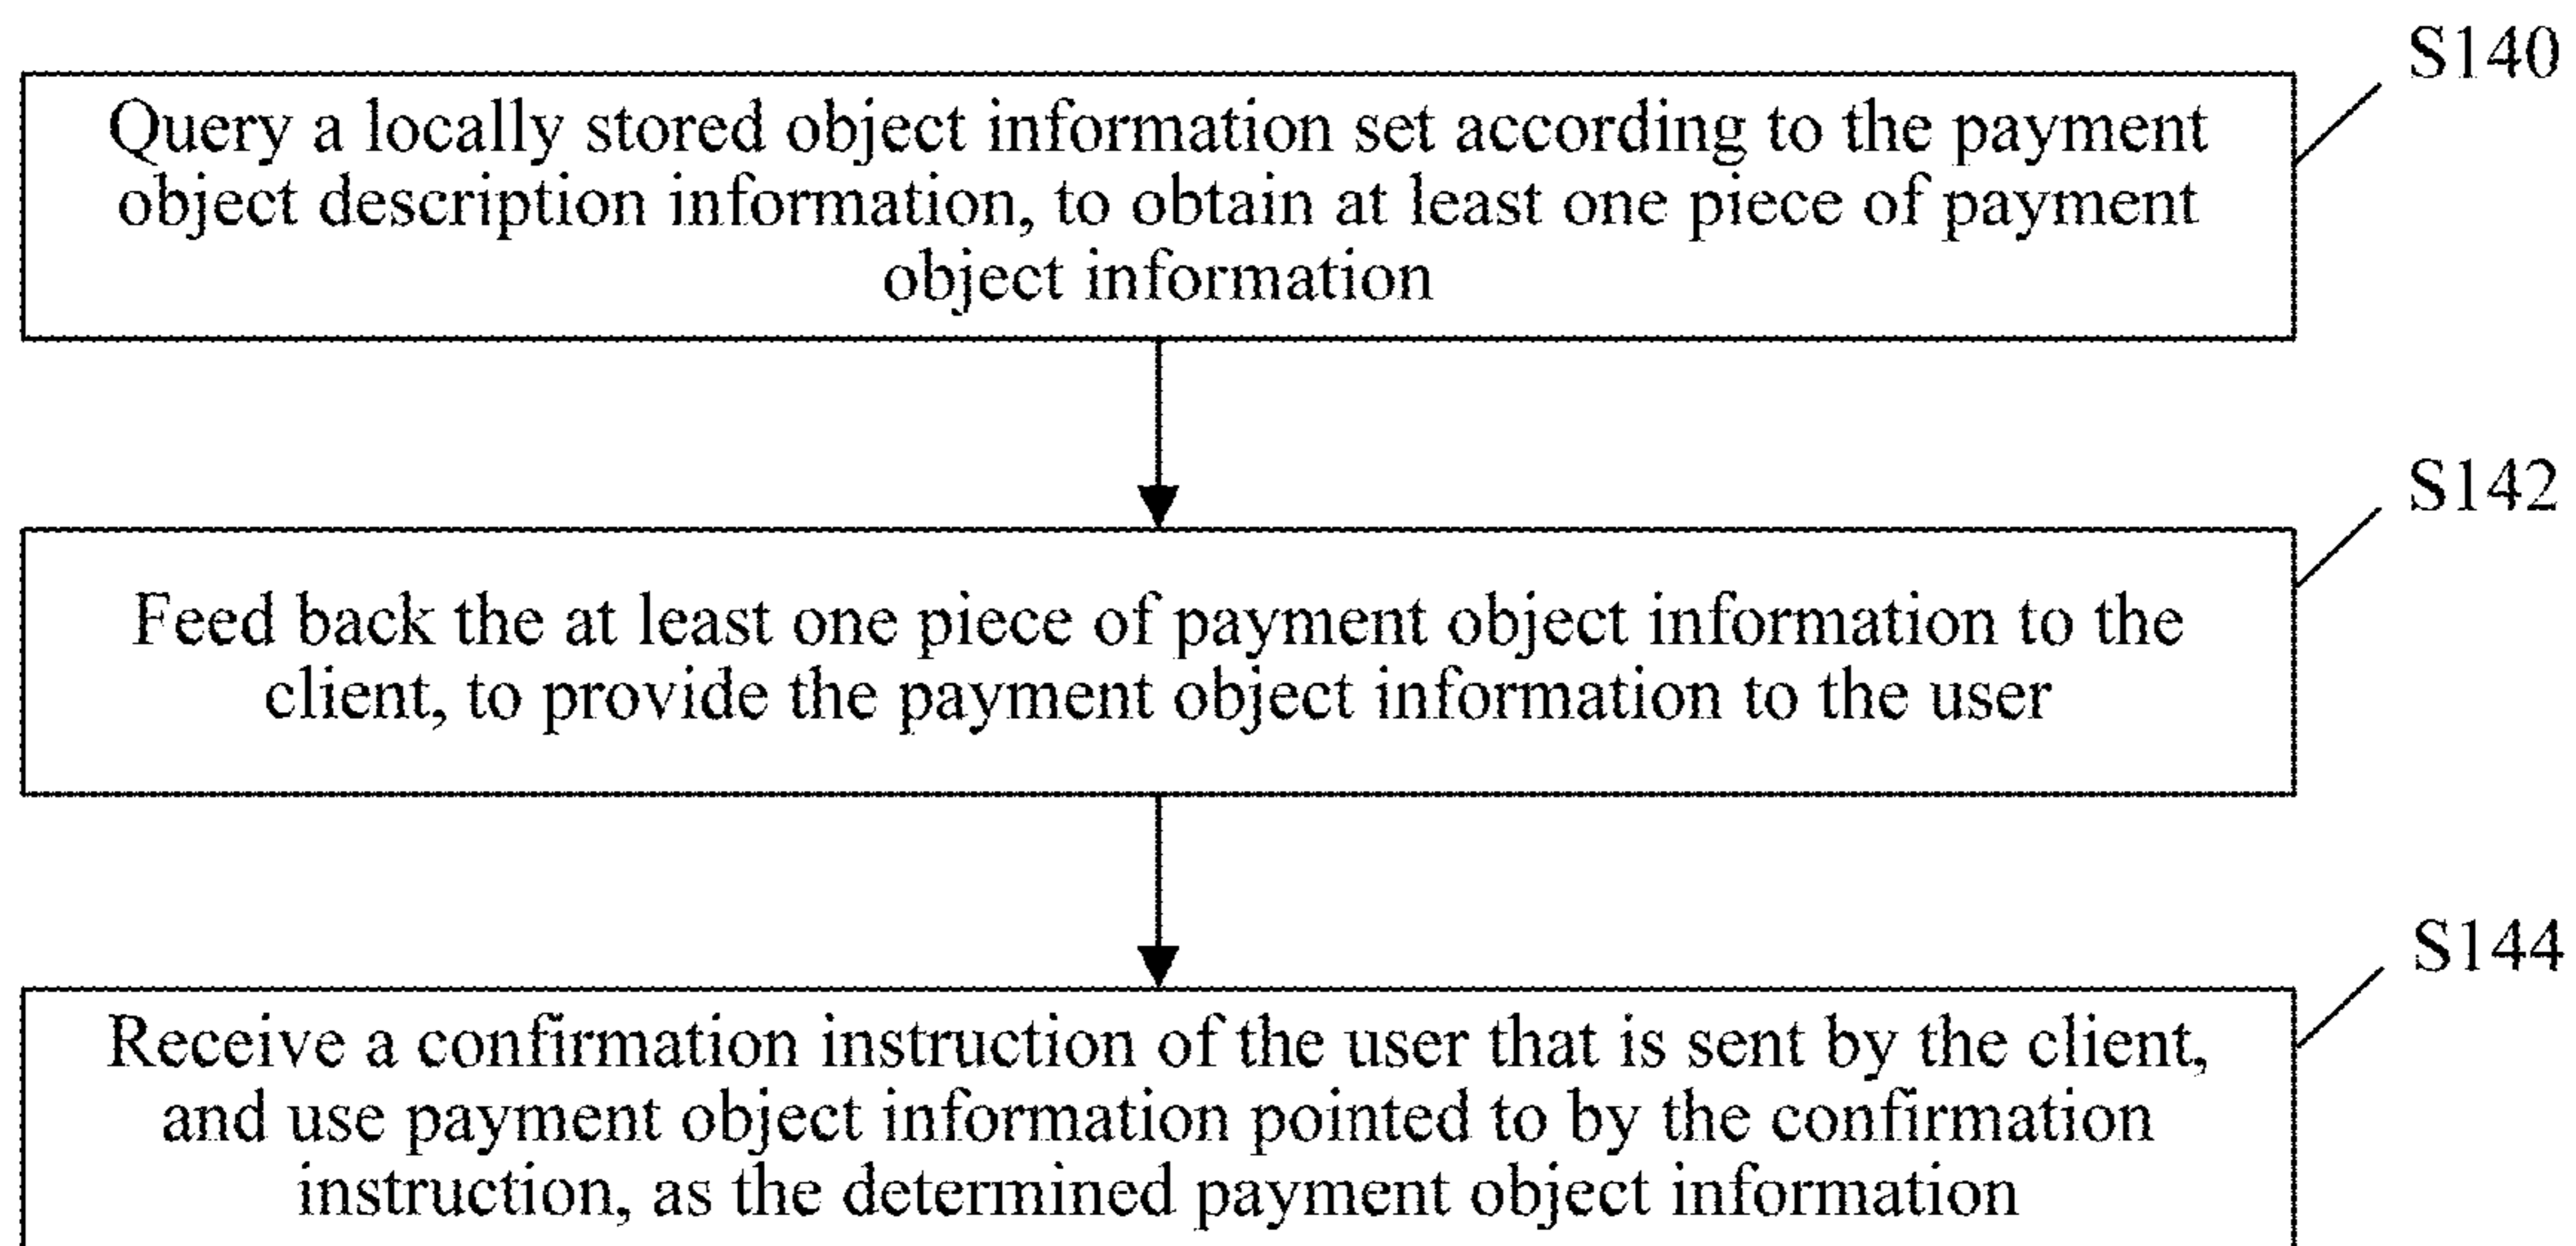 S140
Query a locally stored object information set according to the payment
object description information, to obtain at least one piece of payment
object information
S142
Feed back the at least one piece of payment object information to the
client, to provide the payment object information to the user
S144
Receive a confirmation instruction of the user that is sent by the client,
and use payment object information pointed to by the confirmation
instruction, as the determined payment object information